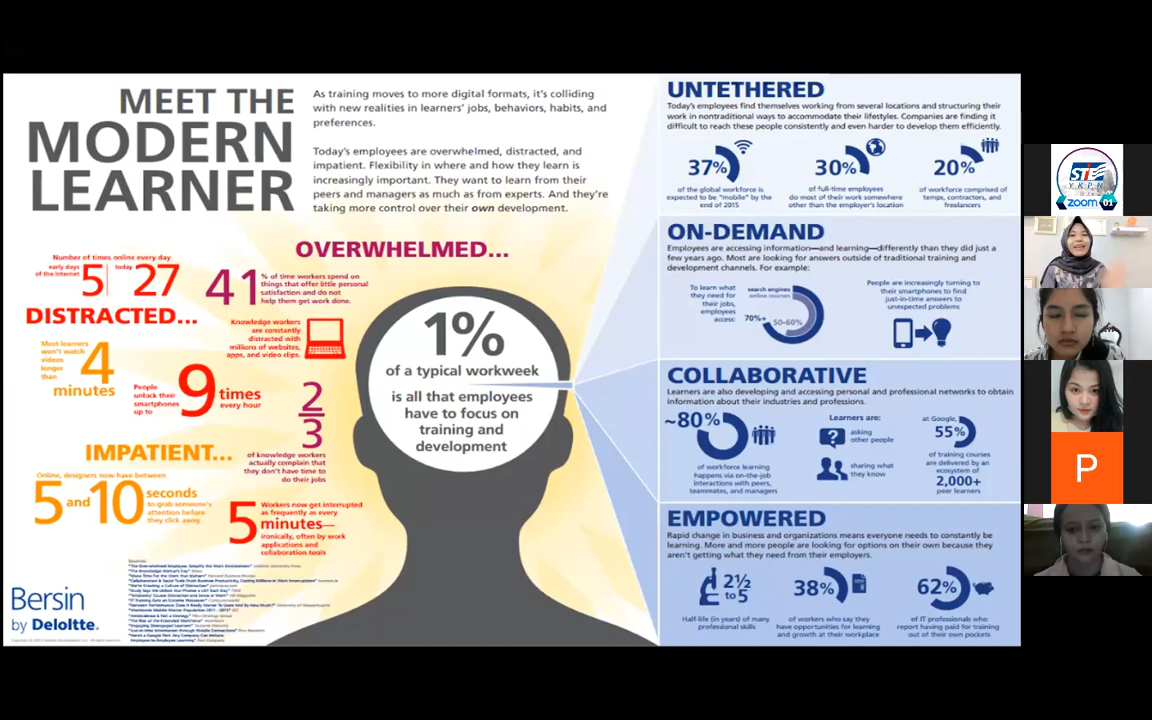 MEET THE
MODERN
LEARNER
As training moves to more digital formats, it's colliding
with new realities in learners' jobs, behaviors, habits, and
preferences.
Today's employees are overwhelmed, distracted, and
impatient. Flexibility in where and how they learn is
increasingly important. They want to learn from their
peers and managers as much as from experts. And they're
taking more control over their own development.
OVERWHELMED...
Number of times online every day
early days
of the Internet
5
today
27
41
% of time workers spend on
things that offer little personal
satisfaction and do not
help them get work done.
DISTRACTED...
Knowledge workers
are constantly
distracted with
millions of websites,
apps, and video clips.
Most learners
won't watch
videos
longer
than
4
minutes
People
unlock their
smartphones
up to
9
times
every hour
2
3
of knowledge workers
actually complain that
they don't have time to
do their jobs
IMPATIENT...
Online, designers now have between
5 and 10
seconds
to grab someone's
attention before
they click away
5
Workers now get interrupted
as frequently as every
minutes—
ironically, often by work
applications and
collaboration tools
1%
of a typical workweek
is all that employees
have to focus on
training and
development
Sources:
Bersin
by Deloitte.
UNTETHERED
Today's employees find themselves working from several locations and structuring their
work in nontraditional ways to accommodate their lifestyles. Companies are finding it
difficult to reach these people consistently and even harder to develop them efficiently.
37%
of the global workforce is
expected to be "mobile" by the
end of 2015
30%
of full-time employees
do most of their work somewhere
other than the employer's location
20%
of workforce comprised of
temps, contractors, and
freelancers
ON-DEMAND
Employees are accessing information—and learning—differently than they did just a
few years ago. Most are looking for answers outside of traditional training and
development channels. For example:
To learn what
they need for
their jobs,
employees
access:
search engines
online courses
70%+
50-60%
People are increasingly turning to
their smartphones to find
just-in-time answers to
unexpected problems
COLLABORATIVE
Learners are also developing and accessing personal and professional networks to obtain
information about their industries and professions.
~80%
of workforce learning
happens via on-the-job
interactions with peers,
teammates, and managers
Learners are:
?
asking
other people
sharing what
they know
at Google,
55%
of training courses
are delivered by an
ecosystem of
2,000+
peer learners
EMPOWERED
Rapid change in business and organizations means everyone needs to constantly be
learning. More and more people are looking for options on their own because they
aren't getting what they need from their employers.
2½
to 5
Half-life (in years) of many
professional skills
38%
of workers who say they
have opportunities for learning
and growth at their workplace
62%
of IT professionals who
report having paid for training
out of their own pockets
STIE
YKPN
zoom 01
P